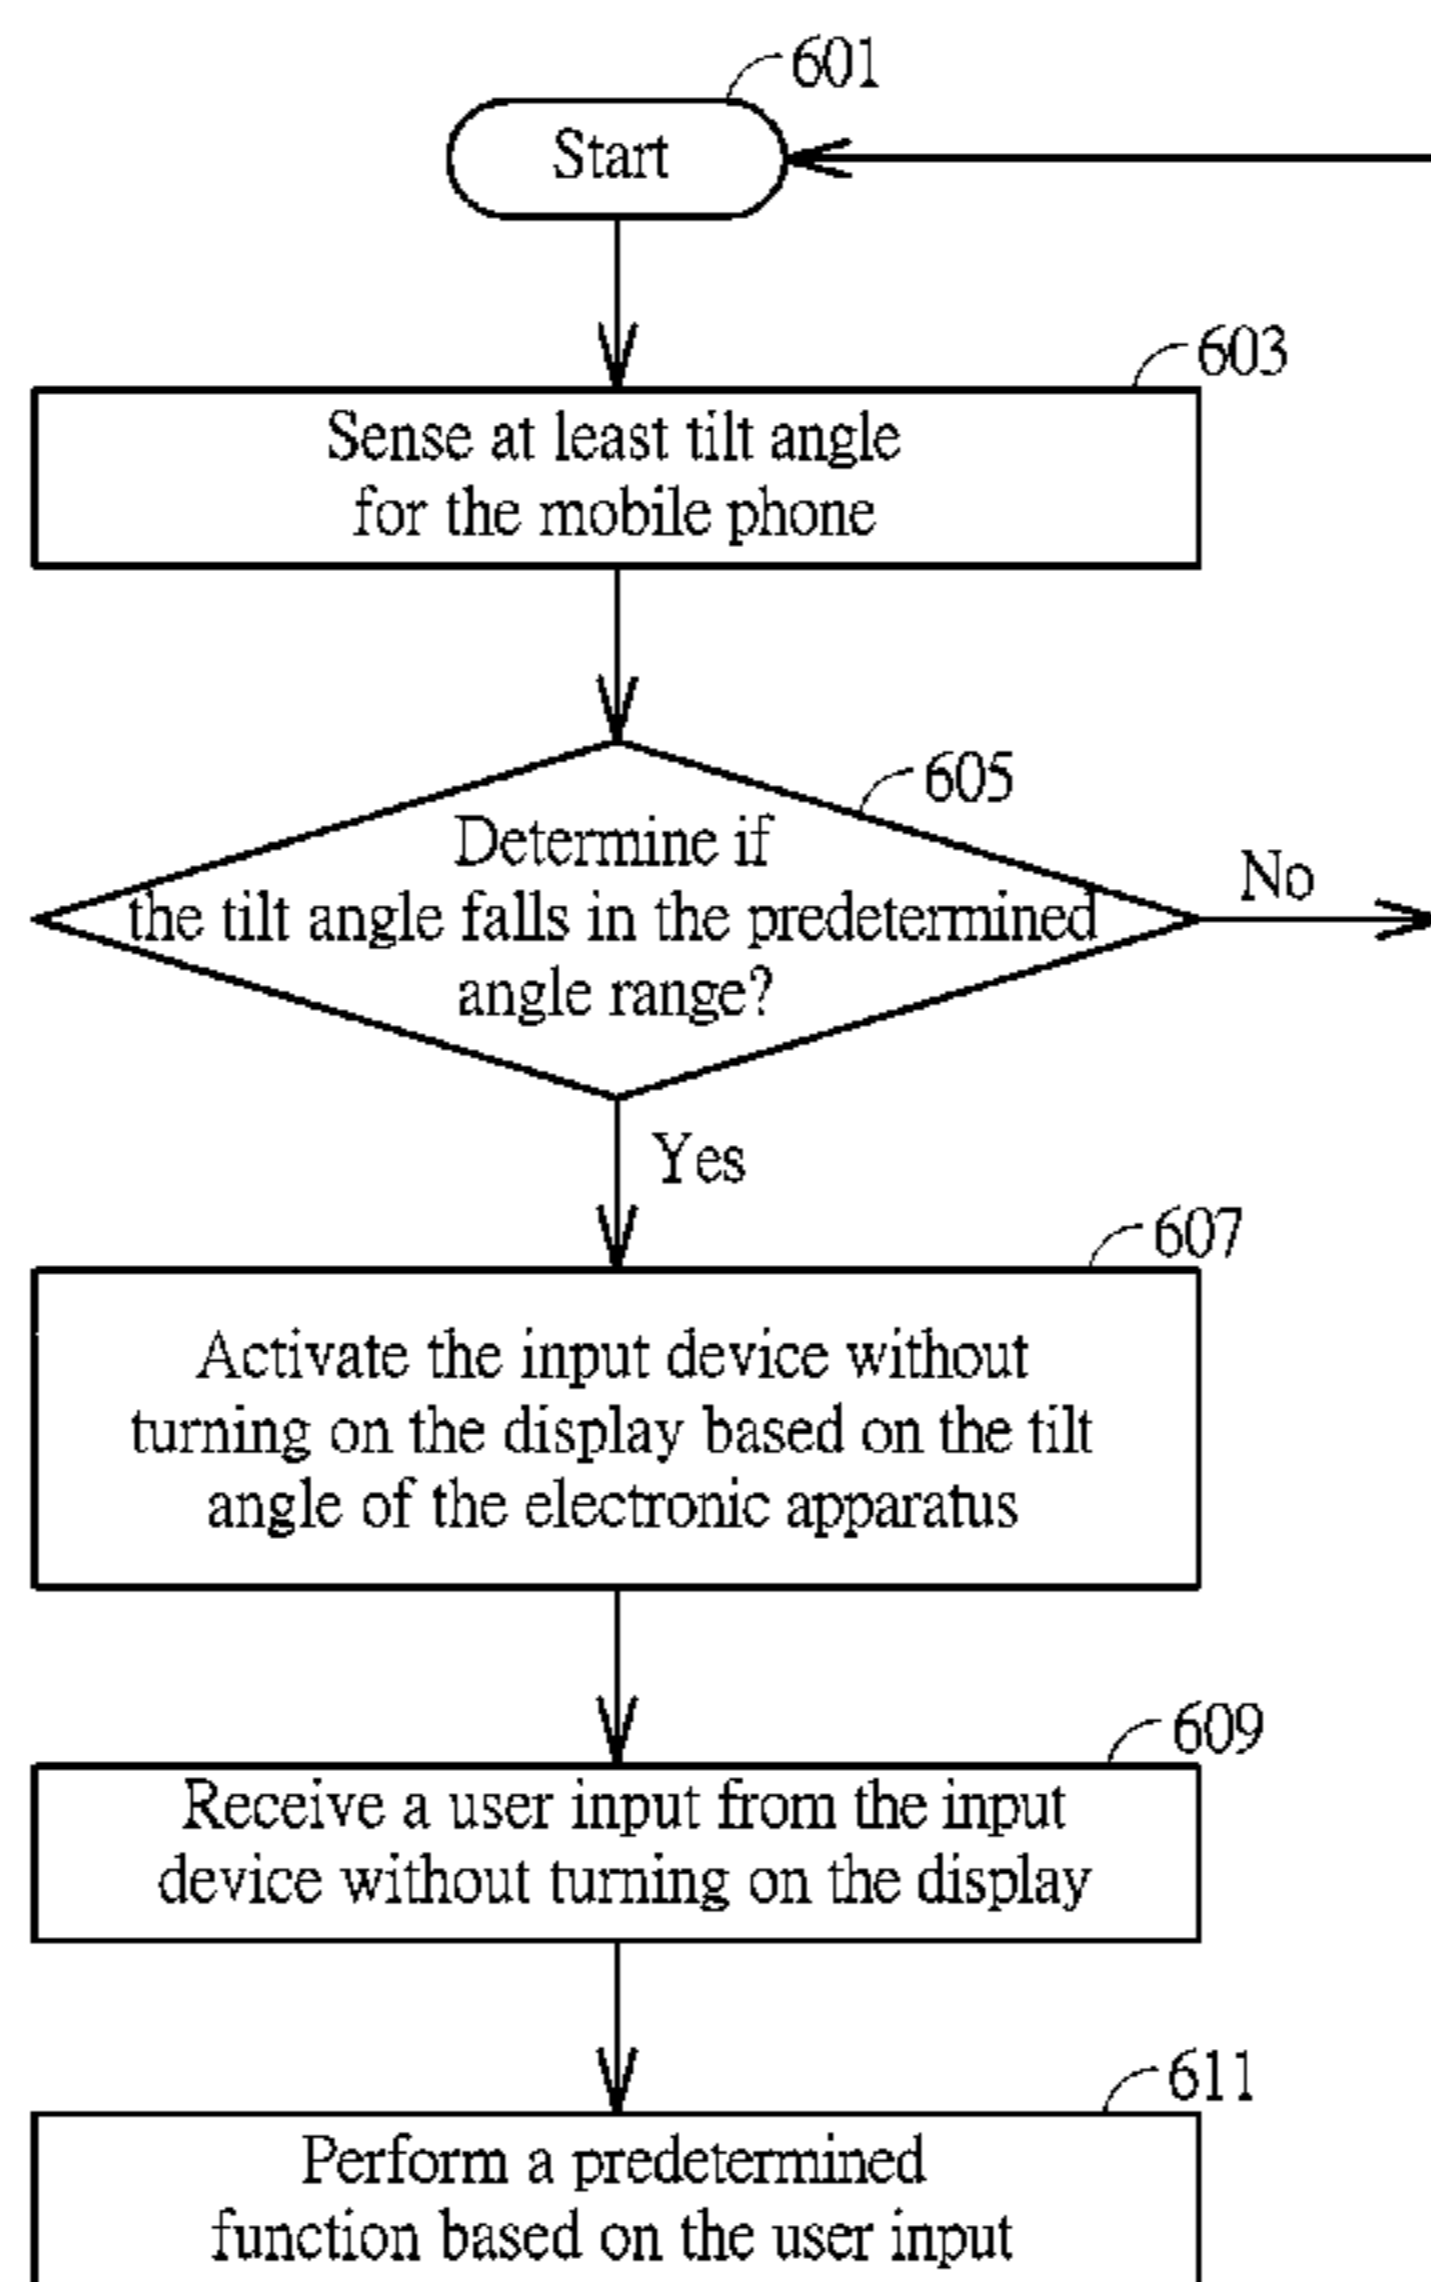 601
Start
603
Sense at least tilt angle
for the mobile phone
605
Determine if
the tilt angle falls in the predetermined
angle range?
No
Yes
607
Activate the input device without
turning on the display based on the tilt
angle of the electronic apparatus
609
Receive a user input from the input
device without turning on the display
611
Perform a predetermined
function based on the user input